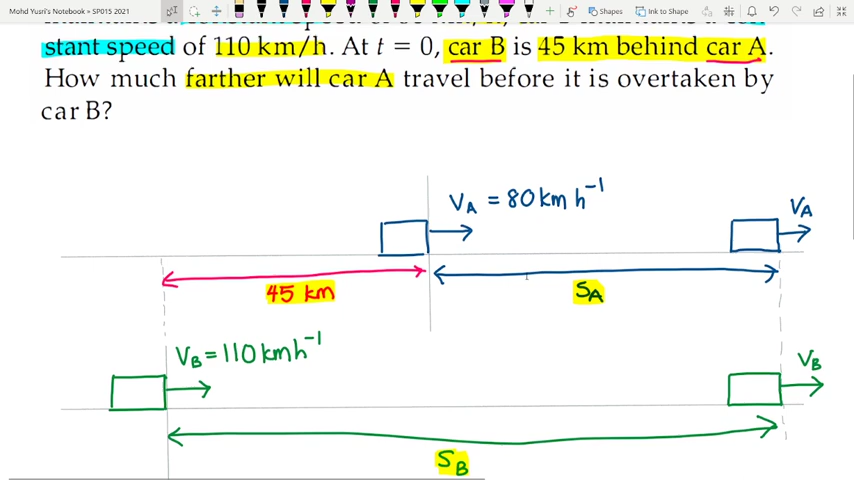 Mohd Yusri's Notebook » SP015 2021
Shapes
Ink to Shape
stant speed of 110 km/h. At t = 0, car B is 45 km behind car A.
How much farther will car A travel before it is overtaken by
car B?
VA = 80 km h⁻¹
VA
45 km
SA
VB = 110 kmh⁻¹
VB
SB